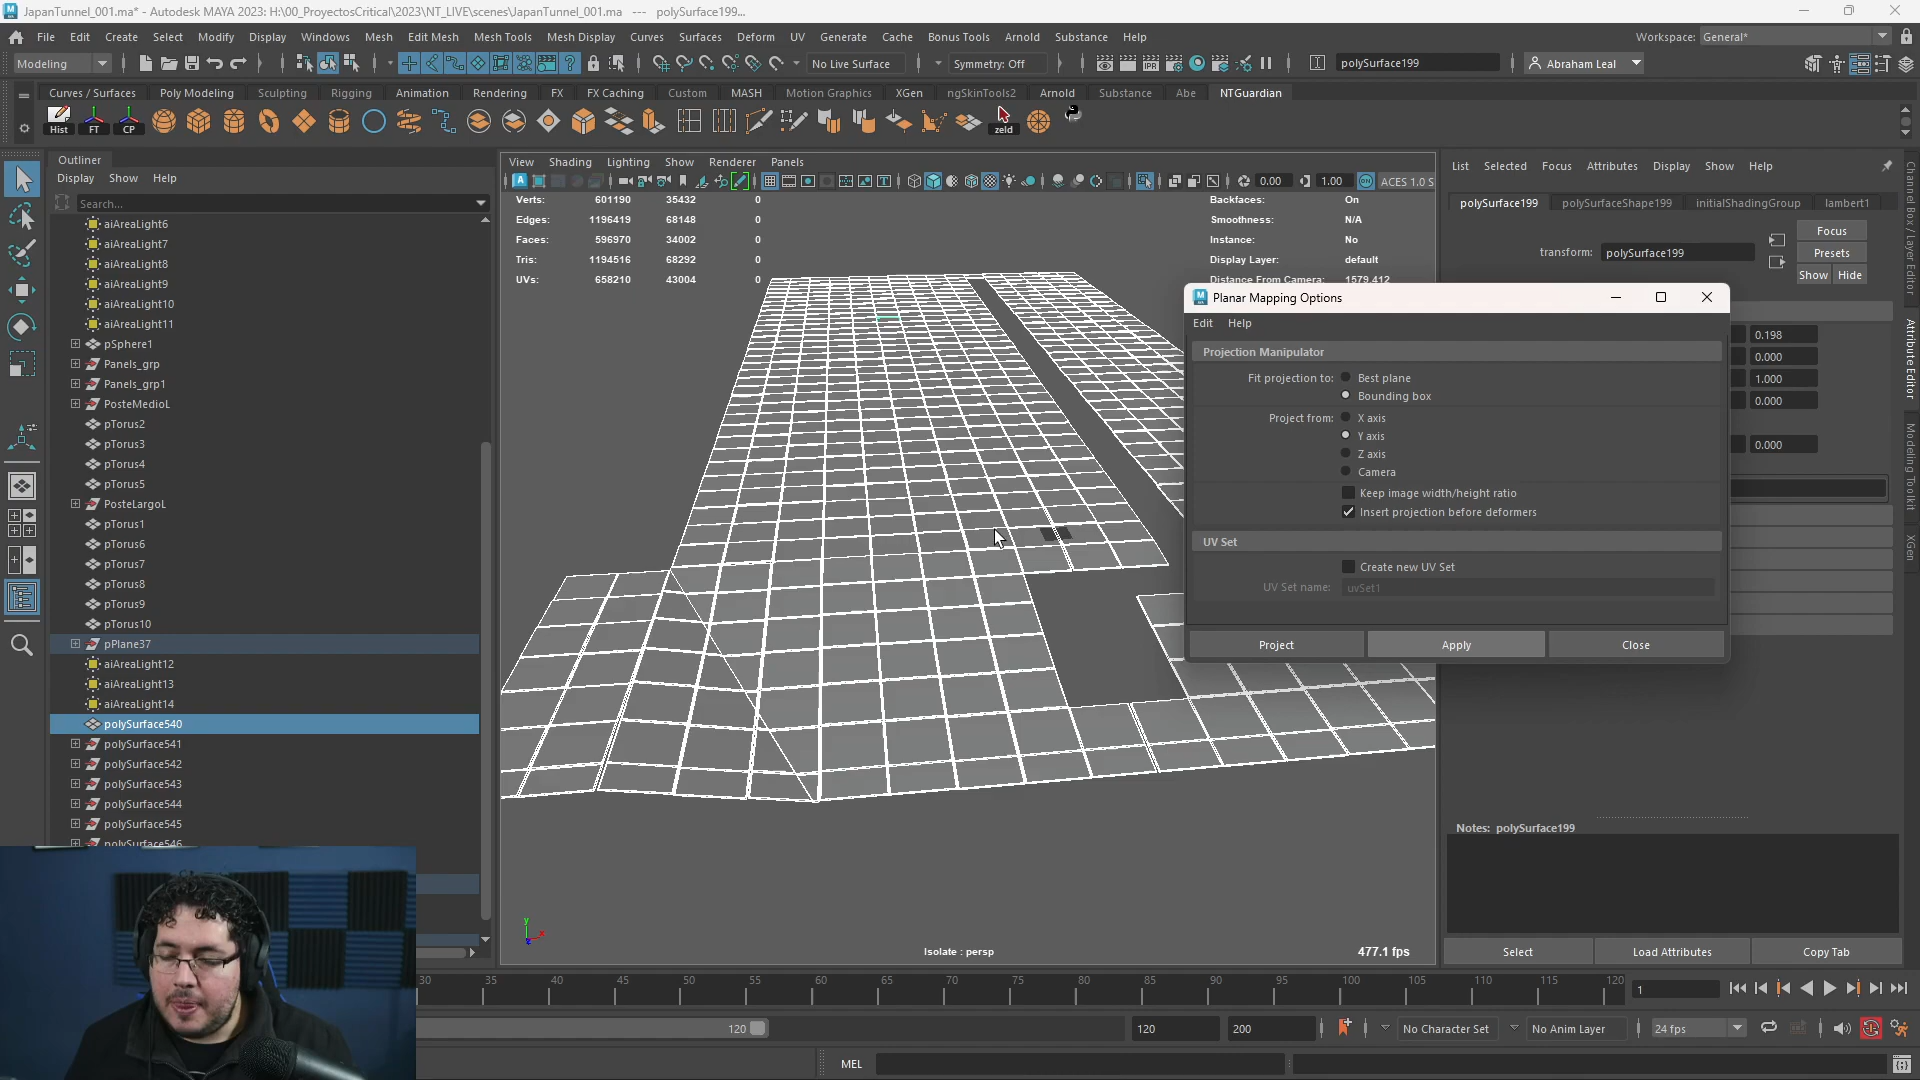 JapanTunnel_001.ma* - Autodesk MAYA 2023: H:\00_ProyectosCritical\2023\NT_LIVE\scenes\JapanTunnel_001.ma --- polySurface199...
File Edit Create Select Modify Display Windows Mesh Edit Mesh Mesh Tools Mesh Display Curves Surfaces Deform UV Generate Cache Bonus Tools Arnold Substance Help
Workspace: General*
Modeling No Live Surface Symmetry: Off polySurface199 Abraham Leal
Curves / Surfaces Poly Modeling Sculpting Rigging Animation Rendering FX FX Caching Custom MASH Motion Graphics XGen ngSkinTools2 Arnold Substance Abe NTGuardian
Hist FT CP IPR zeld
Outliner
Display Show Help
Search...
aiAreaLight6
aiAreaLight7
aiAreaLight8
aiAreaLight9
aiAreaLight10
aiAreaLight11
pSphere1
Panels_grp
Panels_grp1
PosteMedioL
pTorus2
pTorus3
pTorus4
pTorus5
PosteLargoL
pTorus1
pTorus6
pTorus7
pTorus8
pTorus9
pTorus10
pPlane37
aiAreaLight12
aiAreaLight13
aiAreaLight14
polySurface540
polySurface541
polySurface542
polySurface543
polySurface544
polySurface545
polySurface546
View Shading Lighting Show Renderer Panels
0.00 1.00 ACES 1.0 S
Verts: 601190 35432 0
Edges: 1196419 68148 0
Faces: 596970 34002 0
Tris: 1194516 68292 0
UVs: 658210 43004 0
Backfaces: On
Smoothness: N/A
Instance: No
Display Layer: default
Distance From Camera: 1579.412
Isolate : persp
477.1 fps
Planar Mapping Options
Edit Help
Projection Manipulator
Fit projection to: Best plane
Bounding box
Project from: X axis
Y axis
Z axis
Camera
Keep image width/height ratio
Insert projection before deformers
UV Set
Create new UV Set
UV Set name: uvSet1
Project Apply Close
List Selected Focus Attributes Display Show Help
polySurface199 polySurfaceShape199 initialShadingGroup lambert1
transform: polySurface199
Focus
Presets
Show Hide
0.198
0.000
1.000
0.000
0.000
Notes: polySurface199
Select Load Attributes Copy Tab
Channel Box / Layer Editor
Attribute Editor
Modeling Toolkit
XGen
30 35 40 45 50 55 60 65 70 75 80 85 90 95 100 105 110 115 120
1
120 120 200 No Character Set No Anim Layer 24 fps
MEL